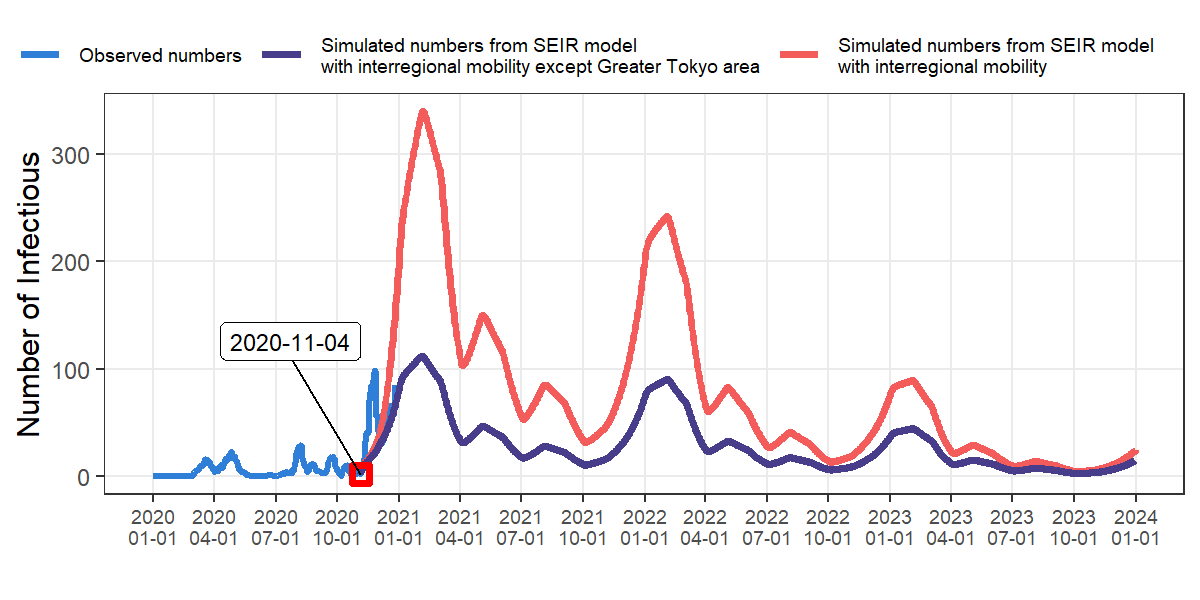 Observed numbers
Simulated numbers from SEIR model
with interregional mobility except Greater Tokyo area
Simulated numbers from SEIR model
with interregional mobility
Number of Infectious
300
200
100
0
2020-11-04
2020 2020 2020 2020 2021 2021 2021 2021 2022 2022 2022 2022 2023 2023 2023 2023 2024
01-01 04-01 07-01 10-01 01-01 04-01 07-01 10-01 01-01 04-01 07-01 10-01 01-01 04-01 07-01 10-01 01-01